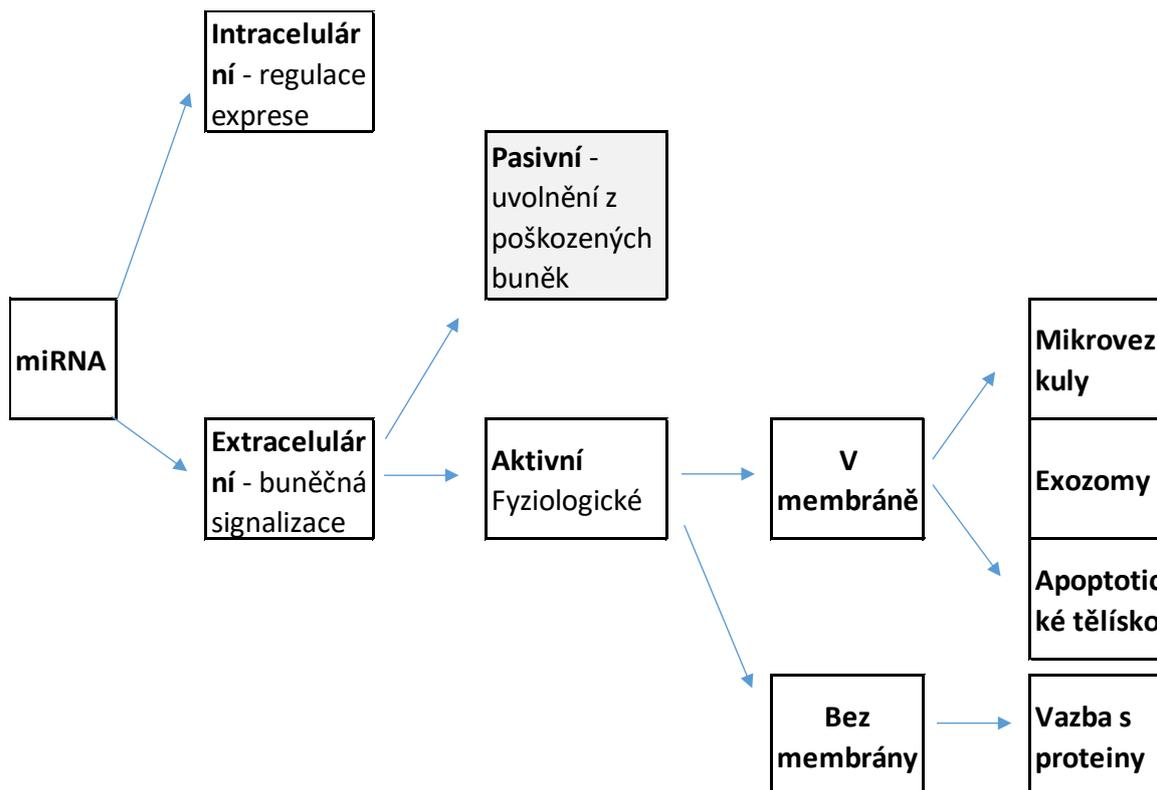 Intracelulár
ní - regulace
exprese
Pasivní -
uvolnění z
poškozených
buněk
miRNA
Extracelulár
ní - buněčná
signalizace
Aktivní
Fyziologické
V
membráně
Mikrovez
kuly
Exozomy
Apoptotic
ké tělísko
Bez
membrány
Vazba s
proteiny